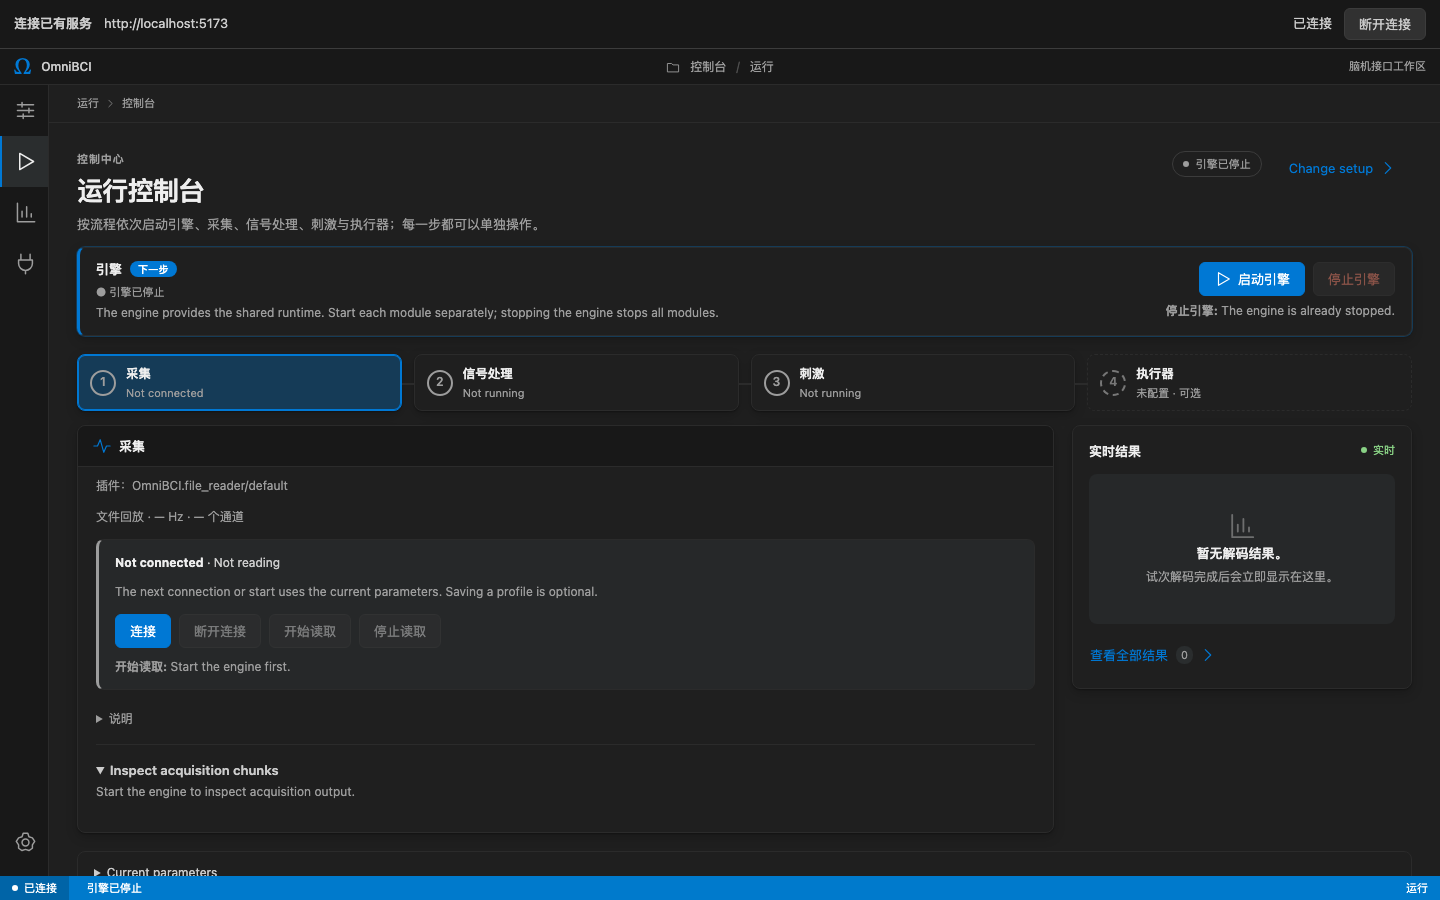 连接已有服务 http://localhost:5173
已连接 断开连接
OmniBCI
控制台 / 运行
脑机接口工作区
运行 > 控制台
控制中心
运行控制台
按流程依次启动引擎、采集、信号处理、刺激与执行器；每一步都可以单独操作。
引擎已停止
Change setup
引擎 下一步
引擎已停止
The engine provides the shared runtime. Start each module separately; stopping the engine stops all modules.
启动引擎 停止引擎
停止引擎: The engine is already stopped.
1 采集
Not connected
2 信号处理
Not running
3 刺激
Not running
4 执行器
未配置 · 可选
采集
插件：OmniBCI.file_reader/default
文件回放 · — Hz · — 个通道
Not connected · Not reading
The next connection or start uses the current parameters. Saving a profile is optional.
连接 断开连接 开始读取 停止读取
开始读取: Start the engine first.
说明
Inspect acquisition chunks
Start the engine to inspect acquisition output.
实时结果 实时
暂无解码结果。
试次解码完成后会立即显示在这里。
查看全部结果 0
Current parameters
已连接 引擎已停止 运行